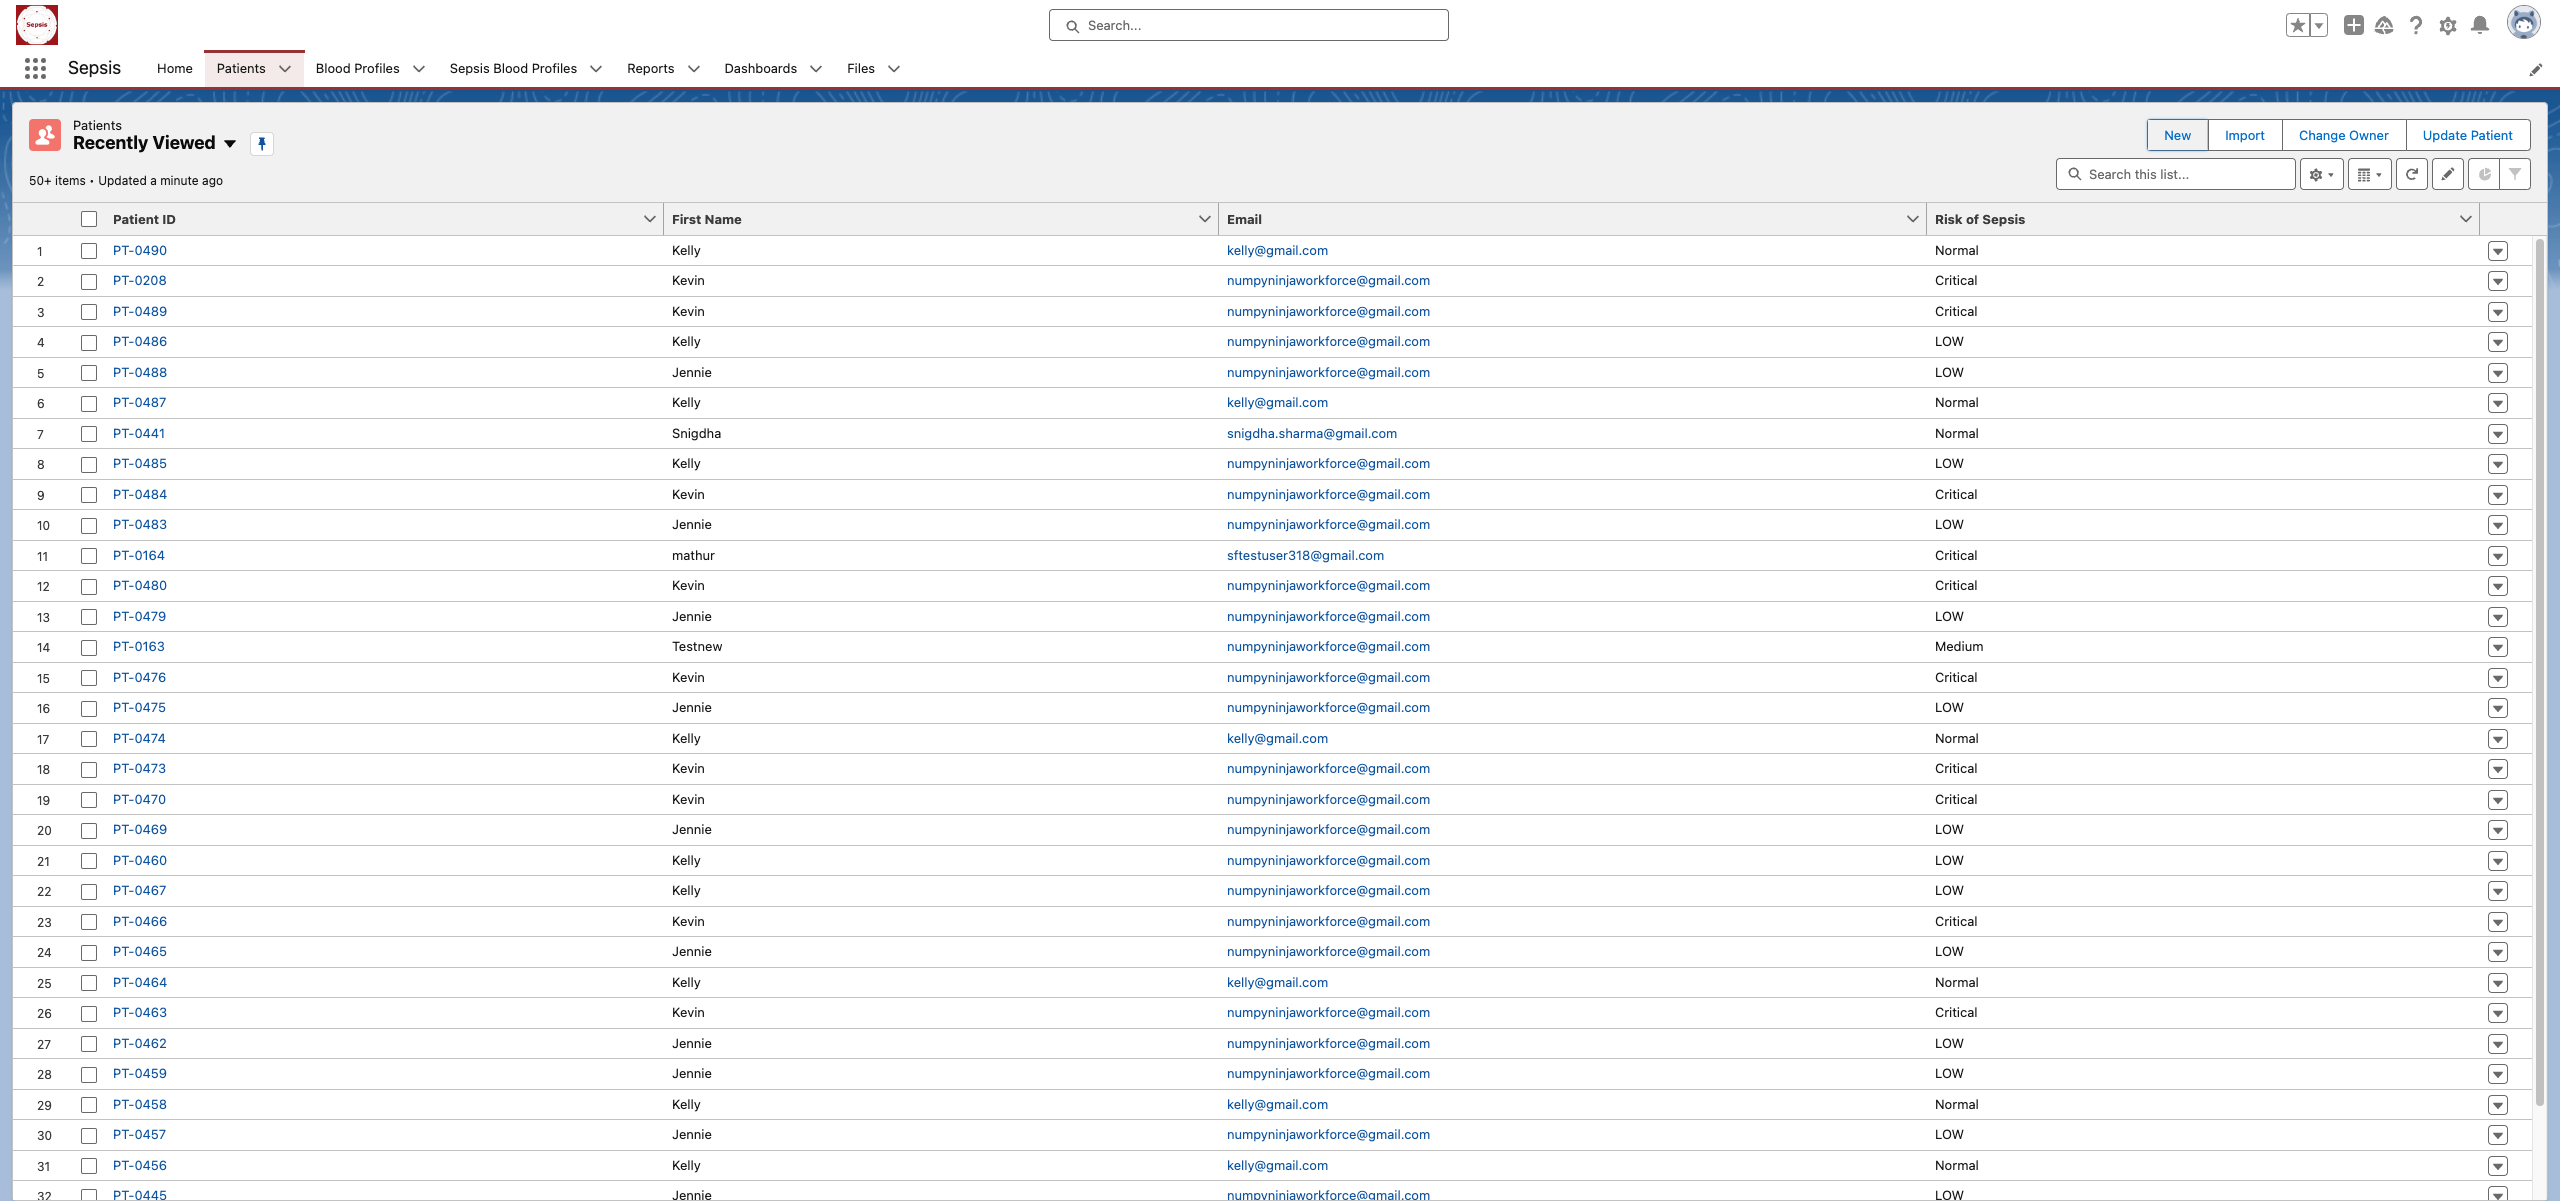 Sepsis
Search...
Sepsis Home Patients Blood Profiles Sepsis Blood Profiles Reports Dashboards Files
Patients
Recently Viewed
New Import Change Owner Update Patient
50+ items • Updated a minute ago
Search this list...
Patient ID First Name Email Risk of Sepsis
1 PT-0490 Kelly kelly@gmail.com Normal
2 PT-0208 Kevin numpyninjaworkforce@gmail.com Critical
3 PT-0489 Kevin numpyninjaworkforce@gmail.com Critical
4 PT-0486 Kelly numpyninjaworkforce@gmail.com LOW
5 PT-0488 Jennie numpyninjaworkforce@gmail.com LOW
6 PT-0487 Kelly kelly@gmail.com Normal
7 PT-0441 Snigdha snigdha.sharma@gmail.com Normal
8 PT-0485 Kelly numpyninjaworkforce@gmail.com LOW
9 PT-0484 Kevin numpyninjaworkforce@gmail.com Critical
10 PT-0483 Jennie numpyninjaworkforce@gmail.com LOW
11 PT-0164 mathur sftestuser318@gmail.com Critical
12 PT-0480 Kevin numpyninjaworkforce@gmail.com Critical
13 PT-0479 Jennie numpyninjaworkforce@gmail.com LOW
14 PT-0163 Testnew numpyninjaworkforce@gmail.com Medium
15 PT-0476 Kevin numpyninjaworkforce@gmail.com Critical
16 PT-0475 Jennie numpyninjaworkforce@gmail.com LOW
17 PT-0474 Kelly kelly@gmail.com Normal
18 PT-0473 Kevin numpyninjaworkforce@gmail.com Critical
19 PT-0470 Kevin numpyninjaworkforce@gmail.com Critical
20 PT-0469 Jennie numpyninjaworkforce@gmail.com LOW
21 PT-0460 Kelly numpyninjaworkforce@gmail.com LOW
22 PT-0467 Kelly numpyninjaworkforce@gmail.com LOW
23 PT-0466 Kevin numpyninjaworkforce@gmail.com Critical
24 PT-0465 Jennie numpyninjaworkforce@gmail.com LOW
25 PT-0464 Kelly kelly@gmail.com Normal
26 PT-0463 Kevin numpyninjaworkforce@gmail.com Critical
27 PT-0462 Jennie numpyninjaworkforce@gmail.com LOW
28 PT-0459 Jennie numpyninjaworkforce@gmail.com LOW
29 PT-0458 Kelly kelly@gmail.com Normal
30 PT-0457 Jennie numpyninjaworkforce@gmail.com LOW
31 PT-0456 Kelly kelly@gmail.com Normal
32 PT-0445 Jennie numpyninjaworkforce@gmail.com LOW